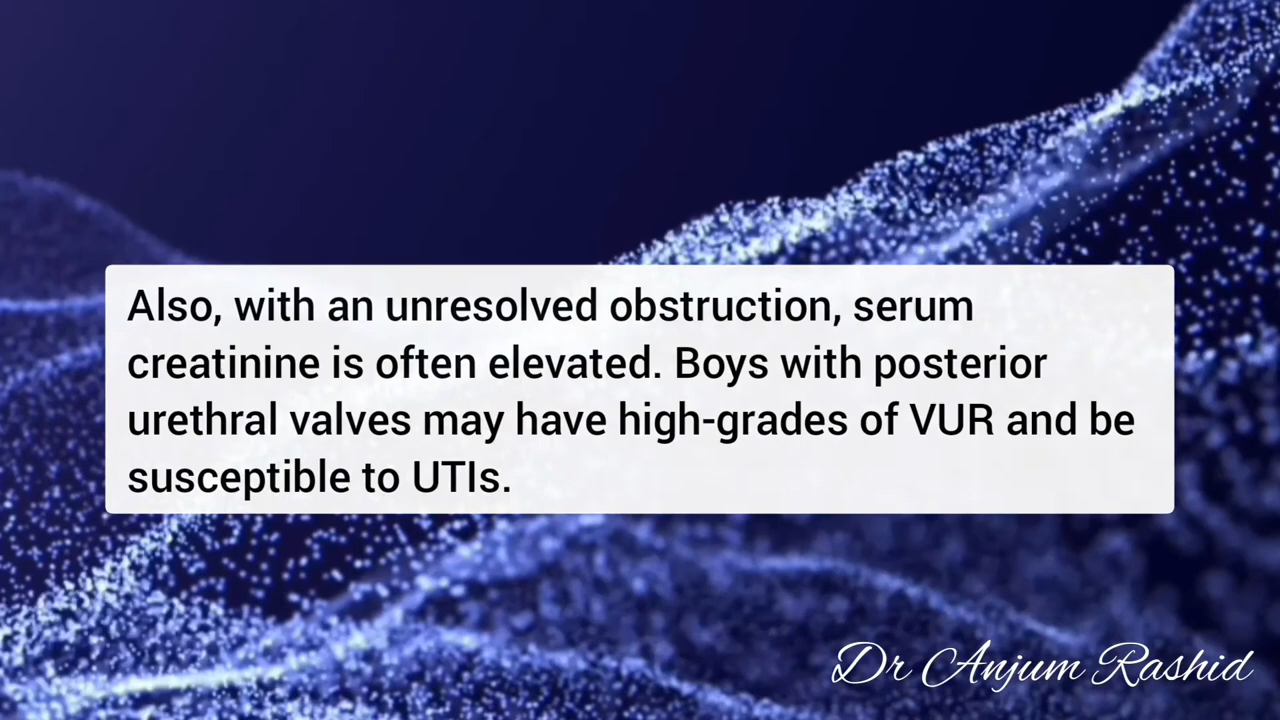 Also, with an unresolved obstruction, serum
creatinine is often elevated. Boys with posterior
urethral valves may have high-grades of VUR and be
susceptible to UTIs.
Dr Anjum Rashid